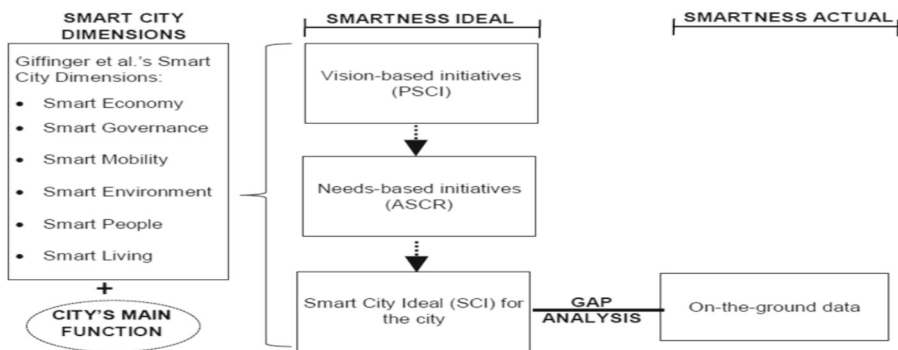 SMART CITY
DIMENSIONS
Giffinger et al.'s Smart
City Dimensions:
• Smart Economy
• Smart Governance
• Smart Mobility
• Smart Environment
• Smart People
• Smart Living
+
CITY'S MAIN
FUNCTION
SMARTNESS IDEAL
Vision-based initiatives
(PSCI)
Needs-based initiatives
(ASCR)
Smart City Ideal (SCI) for
the city
GAP
ANALYSIS
SMARTNESS ACTUAL
On-the-ground data